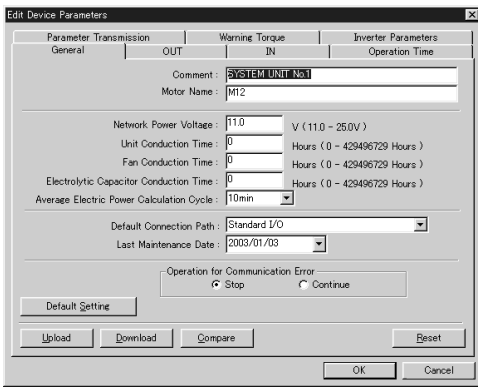 Edit Device Parameters
Parameter Transmission Warning Torque Inverter Parameters
General OUT IN Operation Time
Comment : SYSTEM UNIT No.1
Motor Name : M12
Network Power Voltage : 11.0 V ( 11.0 - 25.0V )
Unit Conduction Time : 0 Hours ( 0 - 429496729 Hours )
Fan Conduction Time : 0 Hours ( 0 - 429496729 Hours )
Electrolytic Capacitor Conduction Time : 0 Hours ( 0 - 429496729 Hours )
Average Electric Power Calculation Cycle : 10min
Default Connection Path : Standard I/O
Last Maintenance Date : 2003/01/03
Operation for Communication Error
Stop Continue
Default Setting
Upload Download Compare Reset
OK Cancel